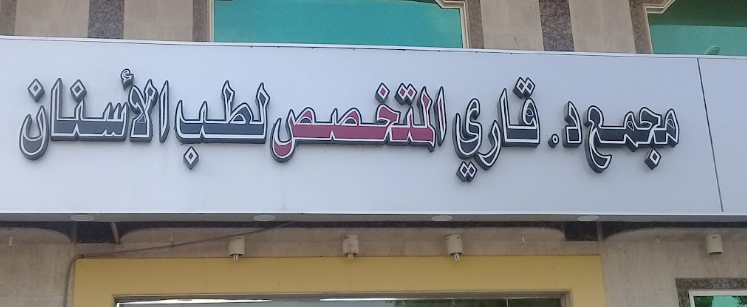 مجمع د. قاري المتخصص لطب الأسنان